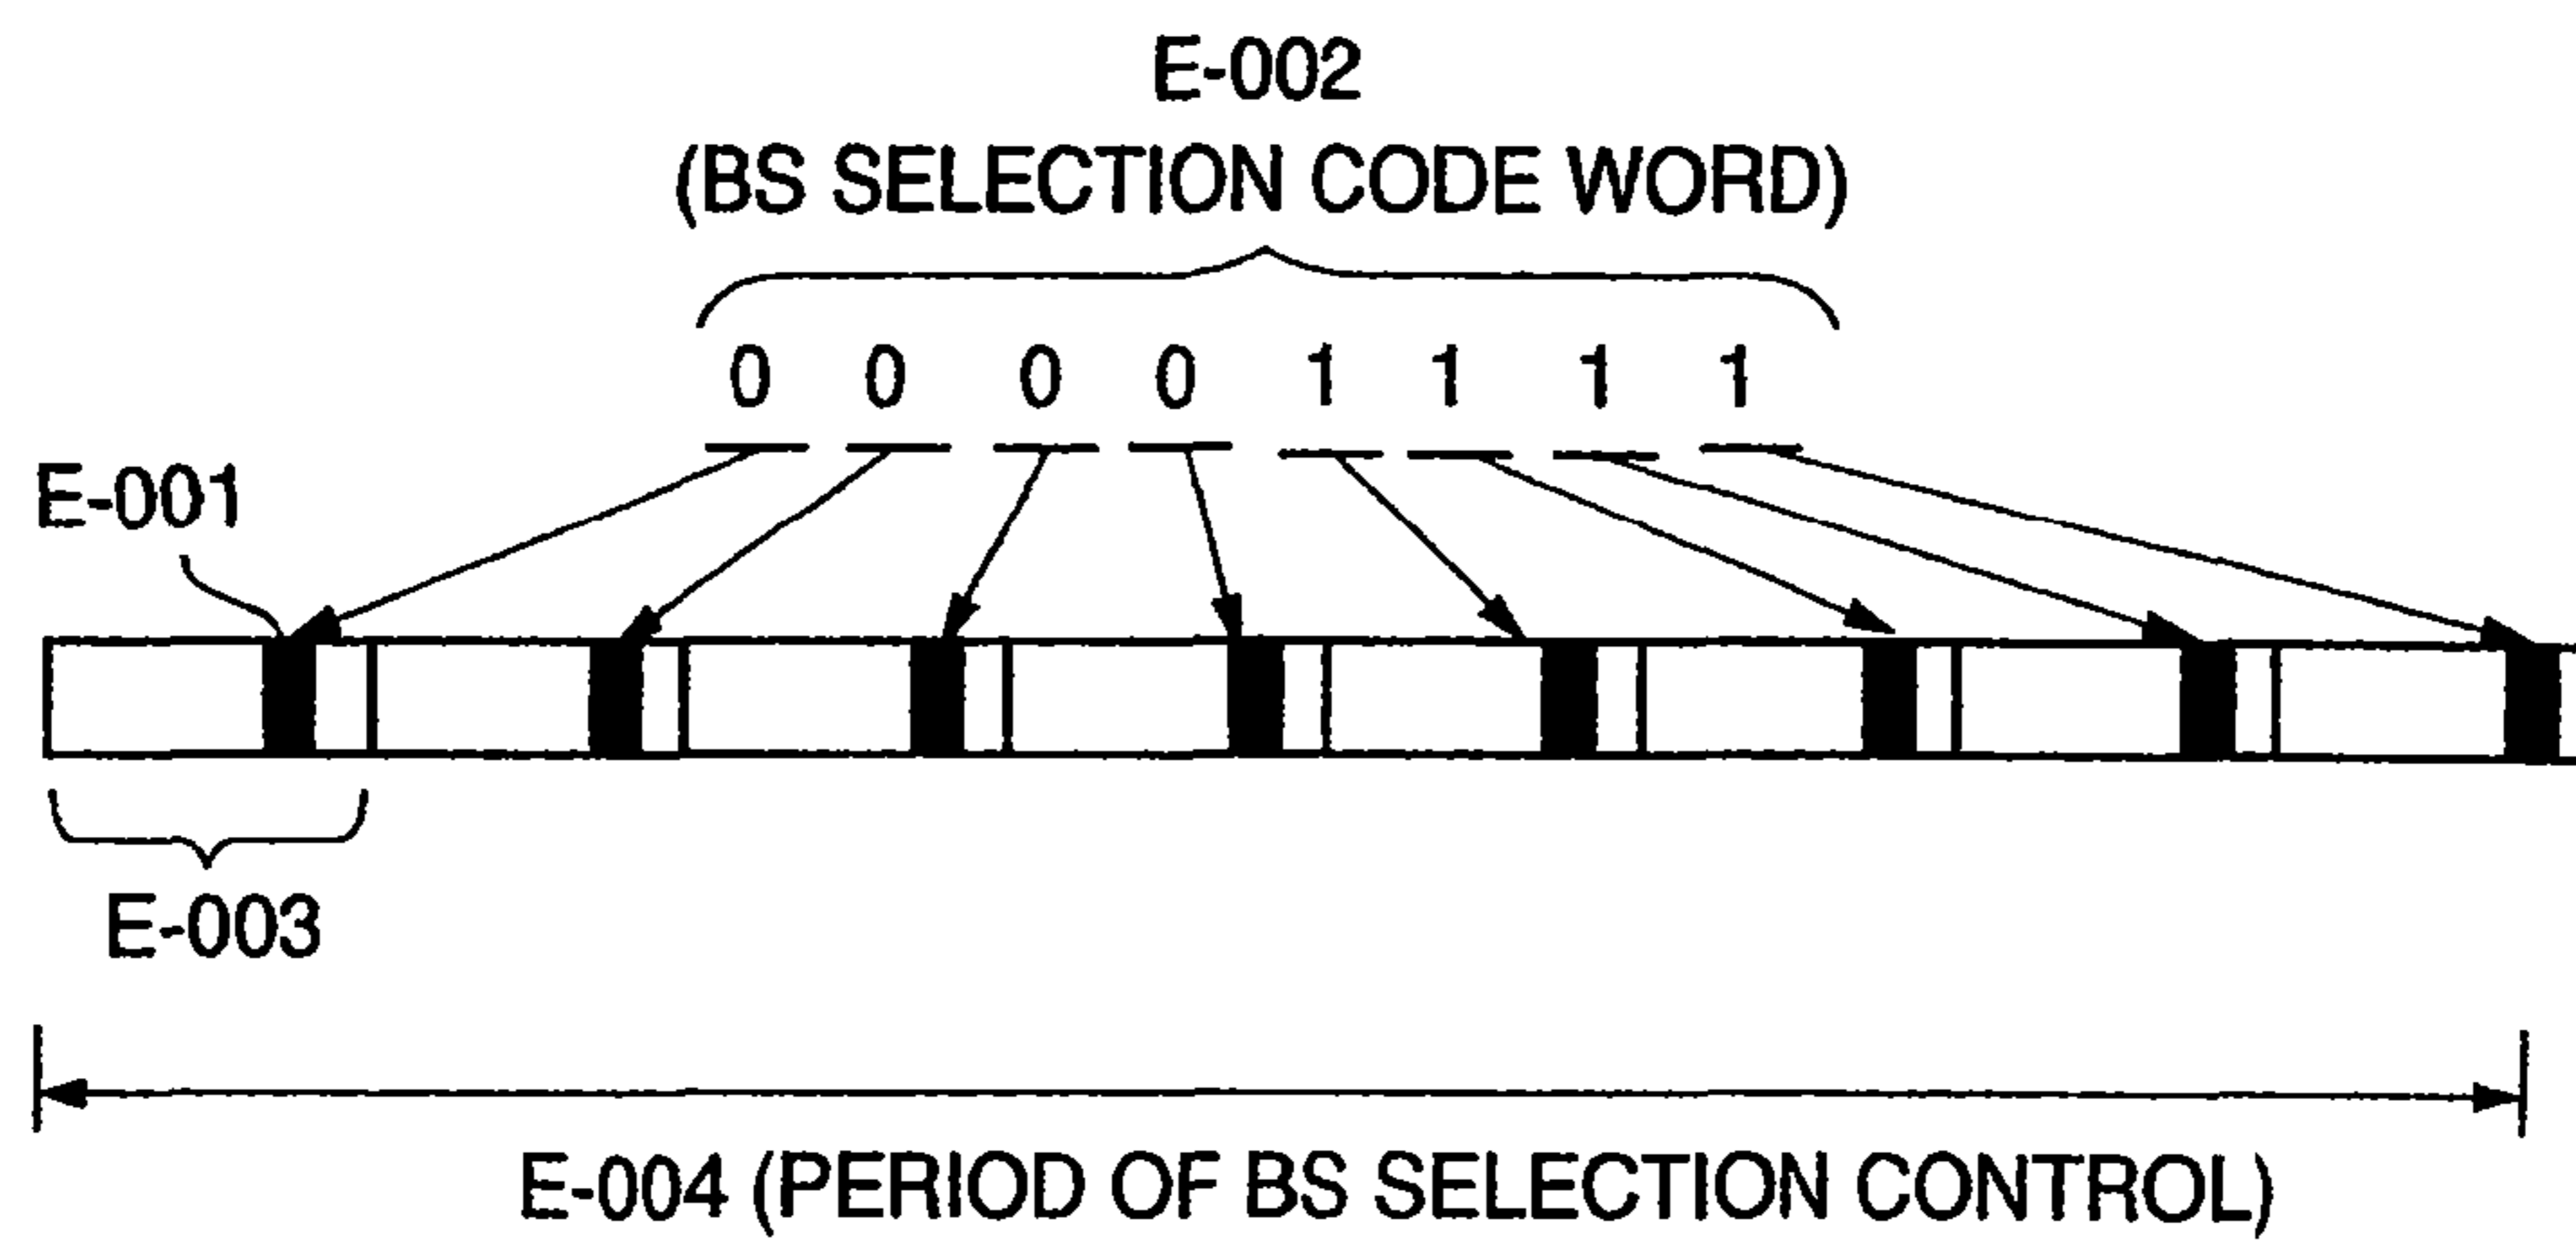 E-002
(BS SELECTION CODE WORD)
0 0 0 0 1 1 1 1
E-001
E-003
E-004 (PERIOD OF BS SELECTION CONTROL)